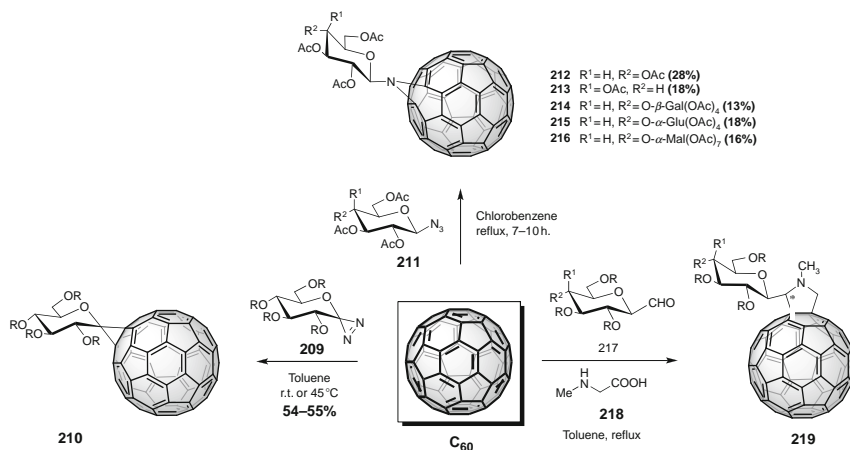 R¹
R²
OAc
O
AcO
AcO
N
212 R¹=H, R²=OAc (28%)
213 R¹=OAc, R²=H (18%)
214 R¹=H, R²=O-β-Gal(OAc)₄ (13%)
215 R¹=H, R²=O-α-Glu(OAc)₄ (18%)
216 R¹=H, R²=O-α-Mal(OAc)₇ (16%)
R¹
R²
OAc
O
N₃
AcO
AcO
211
Chlorobenzene
reflux, 7–10 h.
OR
O
RO
RO
OR
210
OR
O
RO
RO
OR
N
N
209
Toluene
r.t. or 45°C
54–55%
C₆₀
R¹
R²
OR
O
CHO
RO
RO
217
H
N
Me
COOH
218
Toluene, reflux
R¹
R²
OR
O
RO
RO
N
CH₃
*
219